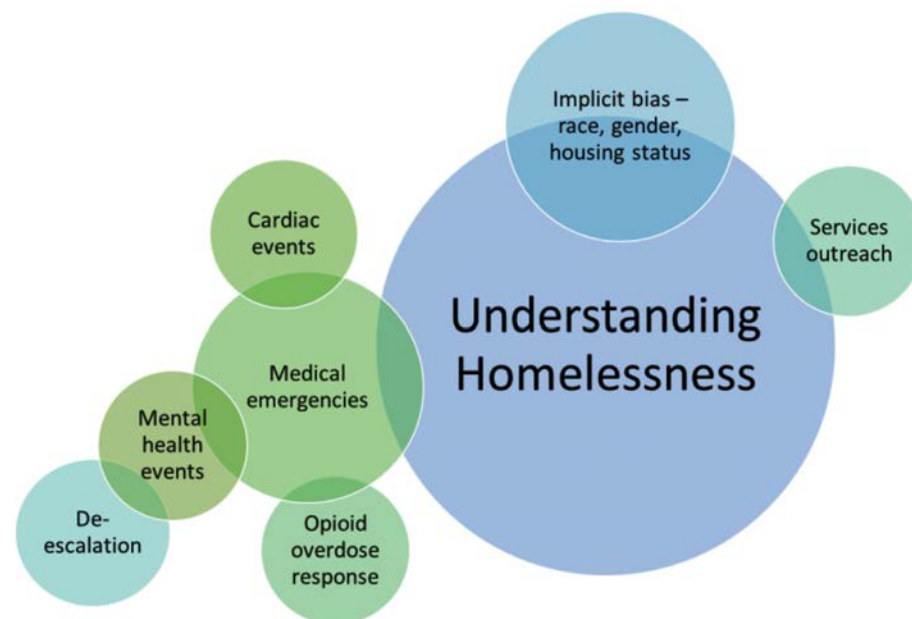 Implicit bias –
race, gender,
housing status
Cardiac
events
Services
outreach
Understanding
Homelessness
Medical
emergencies
Mental
health
events
De-
escalation
Opioid
overdose
response